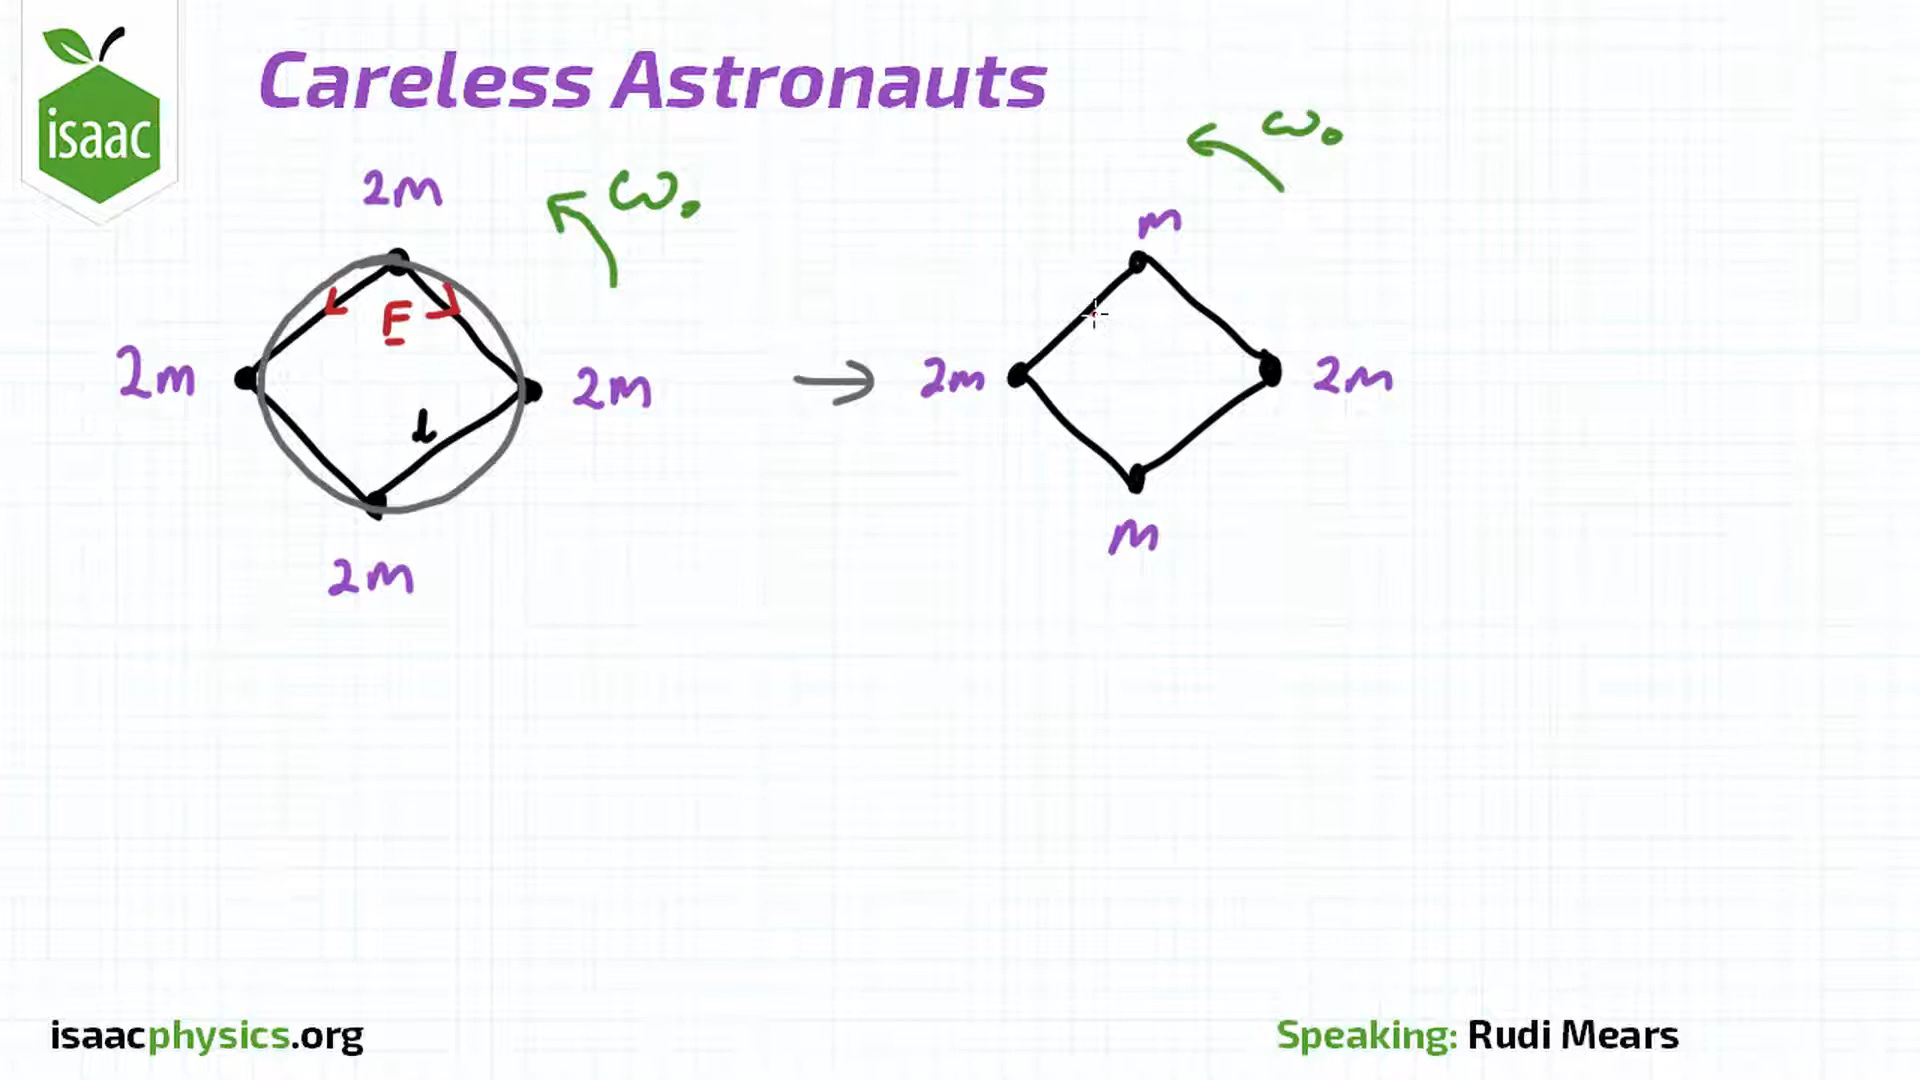 isaac
Careless Astronauts
2m
ω₀
F
2m
2m
l
2m
→
ω₀
m
2m
2m
m
isaacphysics.org
Speaking: Rudi Mears